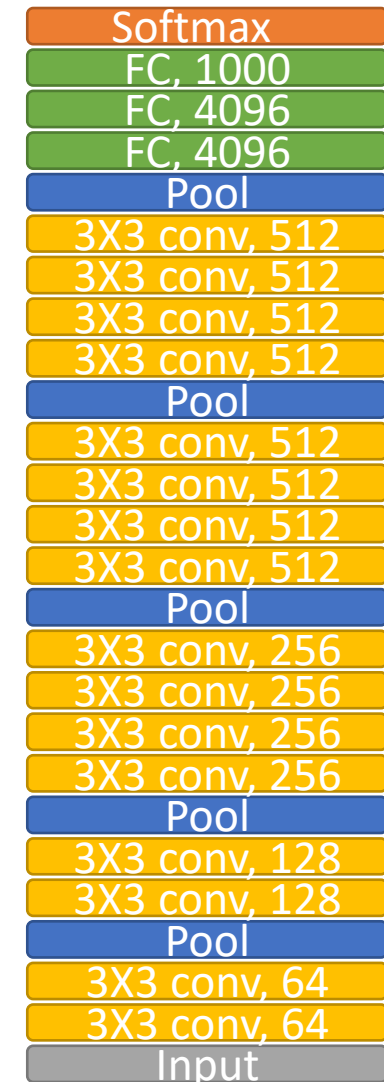 Softmax
FC, 1000
FC, 4096
FC, 4096
Pool
3X3 conv, 512
3X3 conv, 512
3X3 conv, 512
3X3 conv, 512
Pool
3X3 conv, 512
3X3 conv, 512
3X3 conv, 512
3X3 conv, 512
Pool
3X3 conv, 256
3X3 conv, 256
3X3 conv, 256
3X3 conv, 256
Pool
3X3 conv, 128
3X3 conv, 128
Pool
3X3 conv, 64
3X3 conv, 64
Input